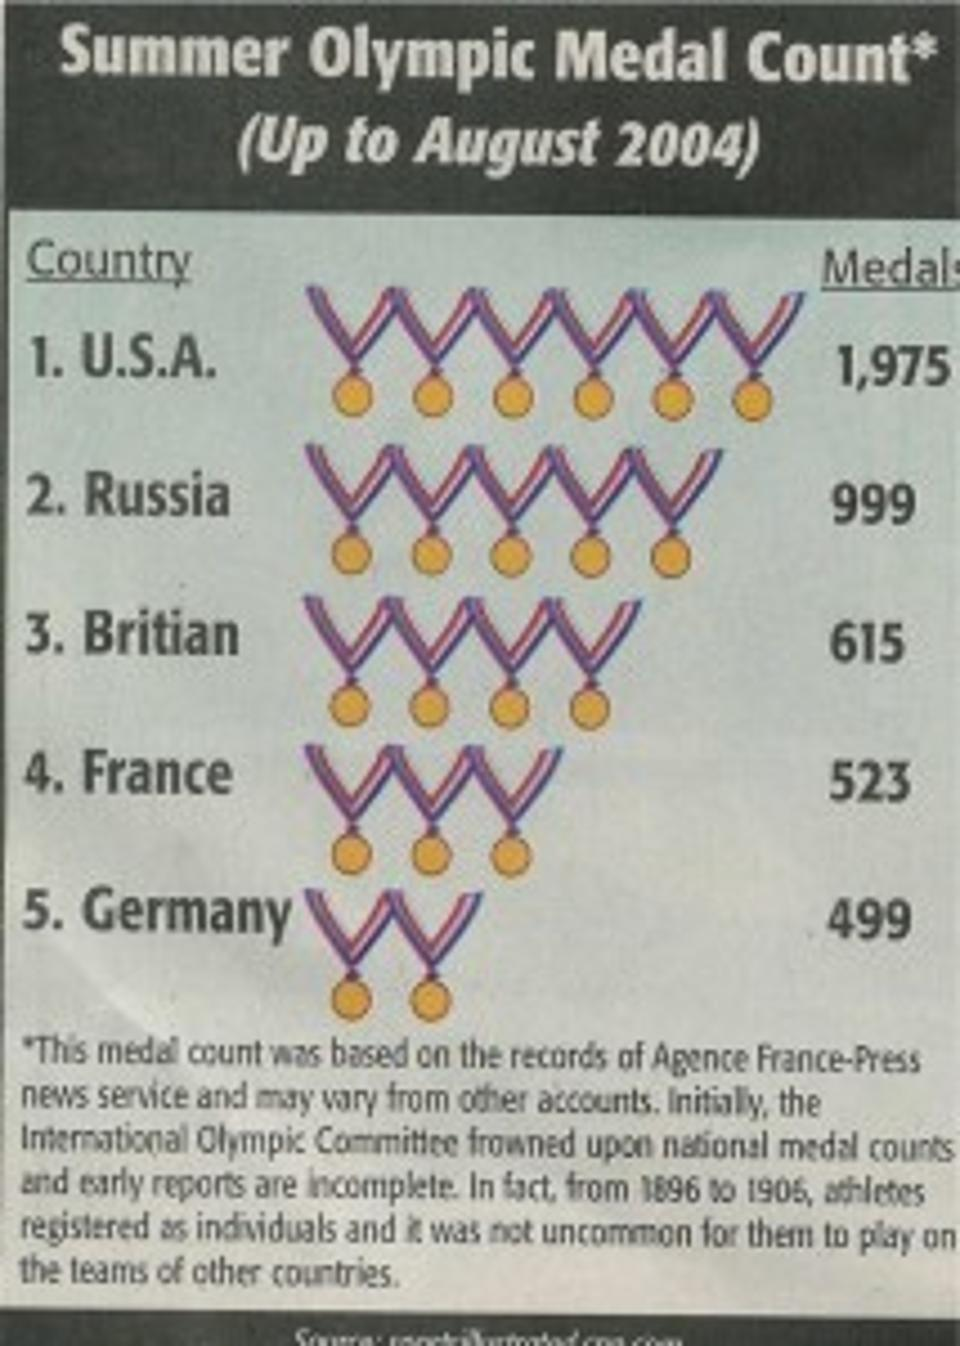 Summer Olympic Medal Count*
(Up to August 2004)
Country Medals
1. U.S.A. 1,975
2. Russia 999
3. Britian 615
4. France 523
5. Germany 499
*This medal count was based on the records of Agence France-Press
news service and may vary from other accounts. Initially, the
International Olympic Committee frowned upon national medal counts
and early reports are incomplete. In fact, from 1896 to 1906, athletes
registered as individuals and it was not uncommon for them to play on
the teams of other countries.
Source: